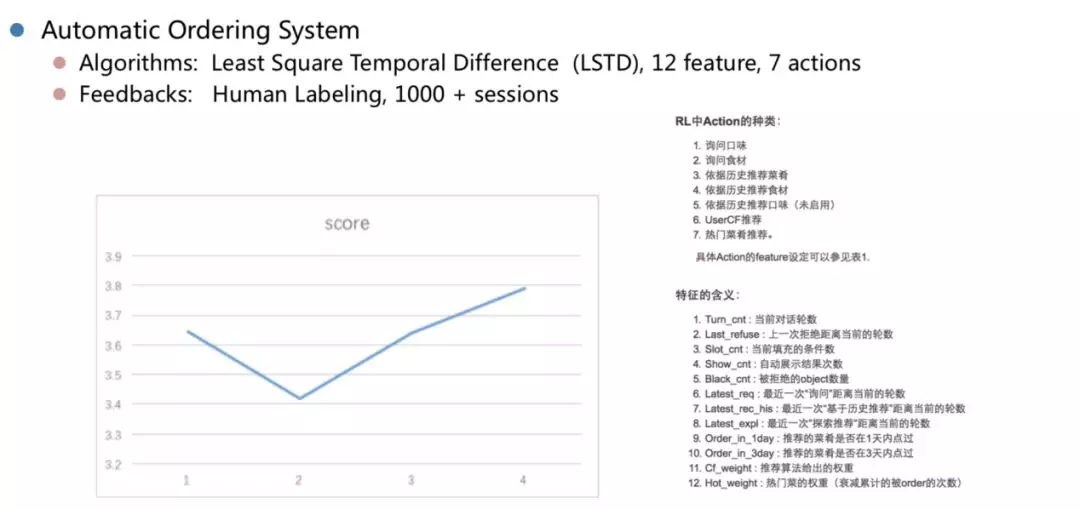 Automatic Ordering System
Algorithms: Least Square Temporal Difference (LSTD), 12 feature, 7 actions
Feedbacks: Human Labeling, 1000 + sessions
score
3.9
3.8
3.7
3.6
3.5
3.4
3.3
3.2
1 2 3 4
RL中Action的种类：
1. 询问口味
2. 询问食材
3. 依据历史推荐菜肴
4. 依据历史推荐食材
5. 依据历史推荐口味（未启用）
6. UserCF推荐
7. 热门菜肴推荐。
具体Action的feature设定可以参见表1.
特征的含义：
1. Turn_cnt : 当前对话轮数
2. Last_refuse : 上一次拒绝距离当前的轮数
3. Slot_cnt : 当前填充的条件数
4. Show_cnt : 自动展示结果次数
5. Black_cnt : 被拒绝的object数量
6. Latest_req : 最近一次“询问”距离当前的轮数
7. Latest_rec_his : 最近一次“基于历史推荐”距离当前的轮数
8. Latest_expl : 最近一次“探索推荐”距离当前的轮数
9. Order_in_1day : 推荐的菜肴是否在1天内点过
10. Order_in_3day : 推荐的菜肴是否在3天内点过
11. Cf_weight : 推荐算法给出的权重
12. Hot_weight : 热门菜的权重（衰减累计的被order的次数）